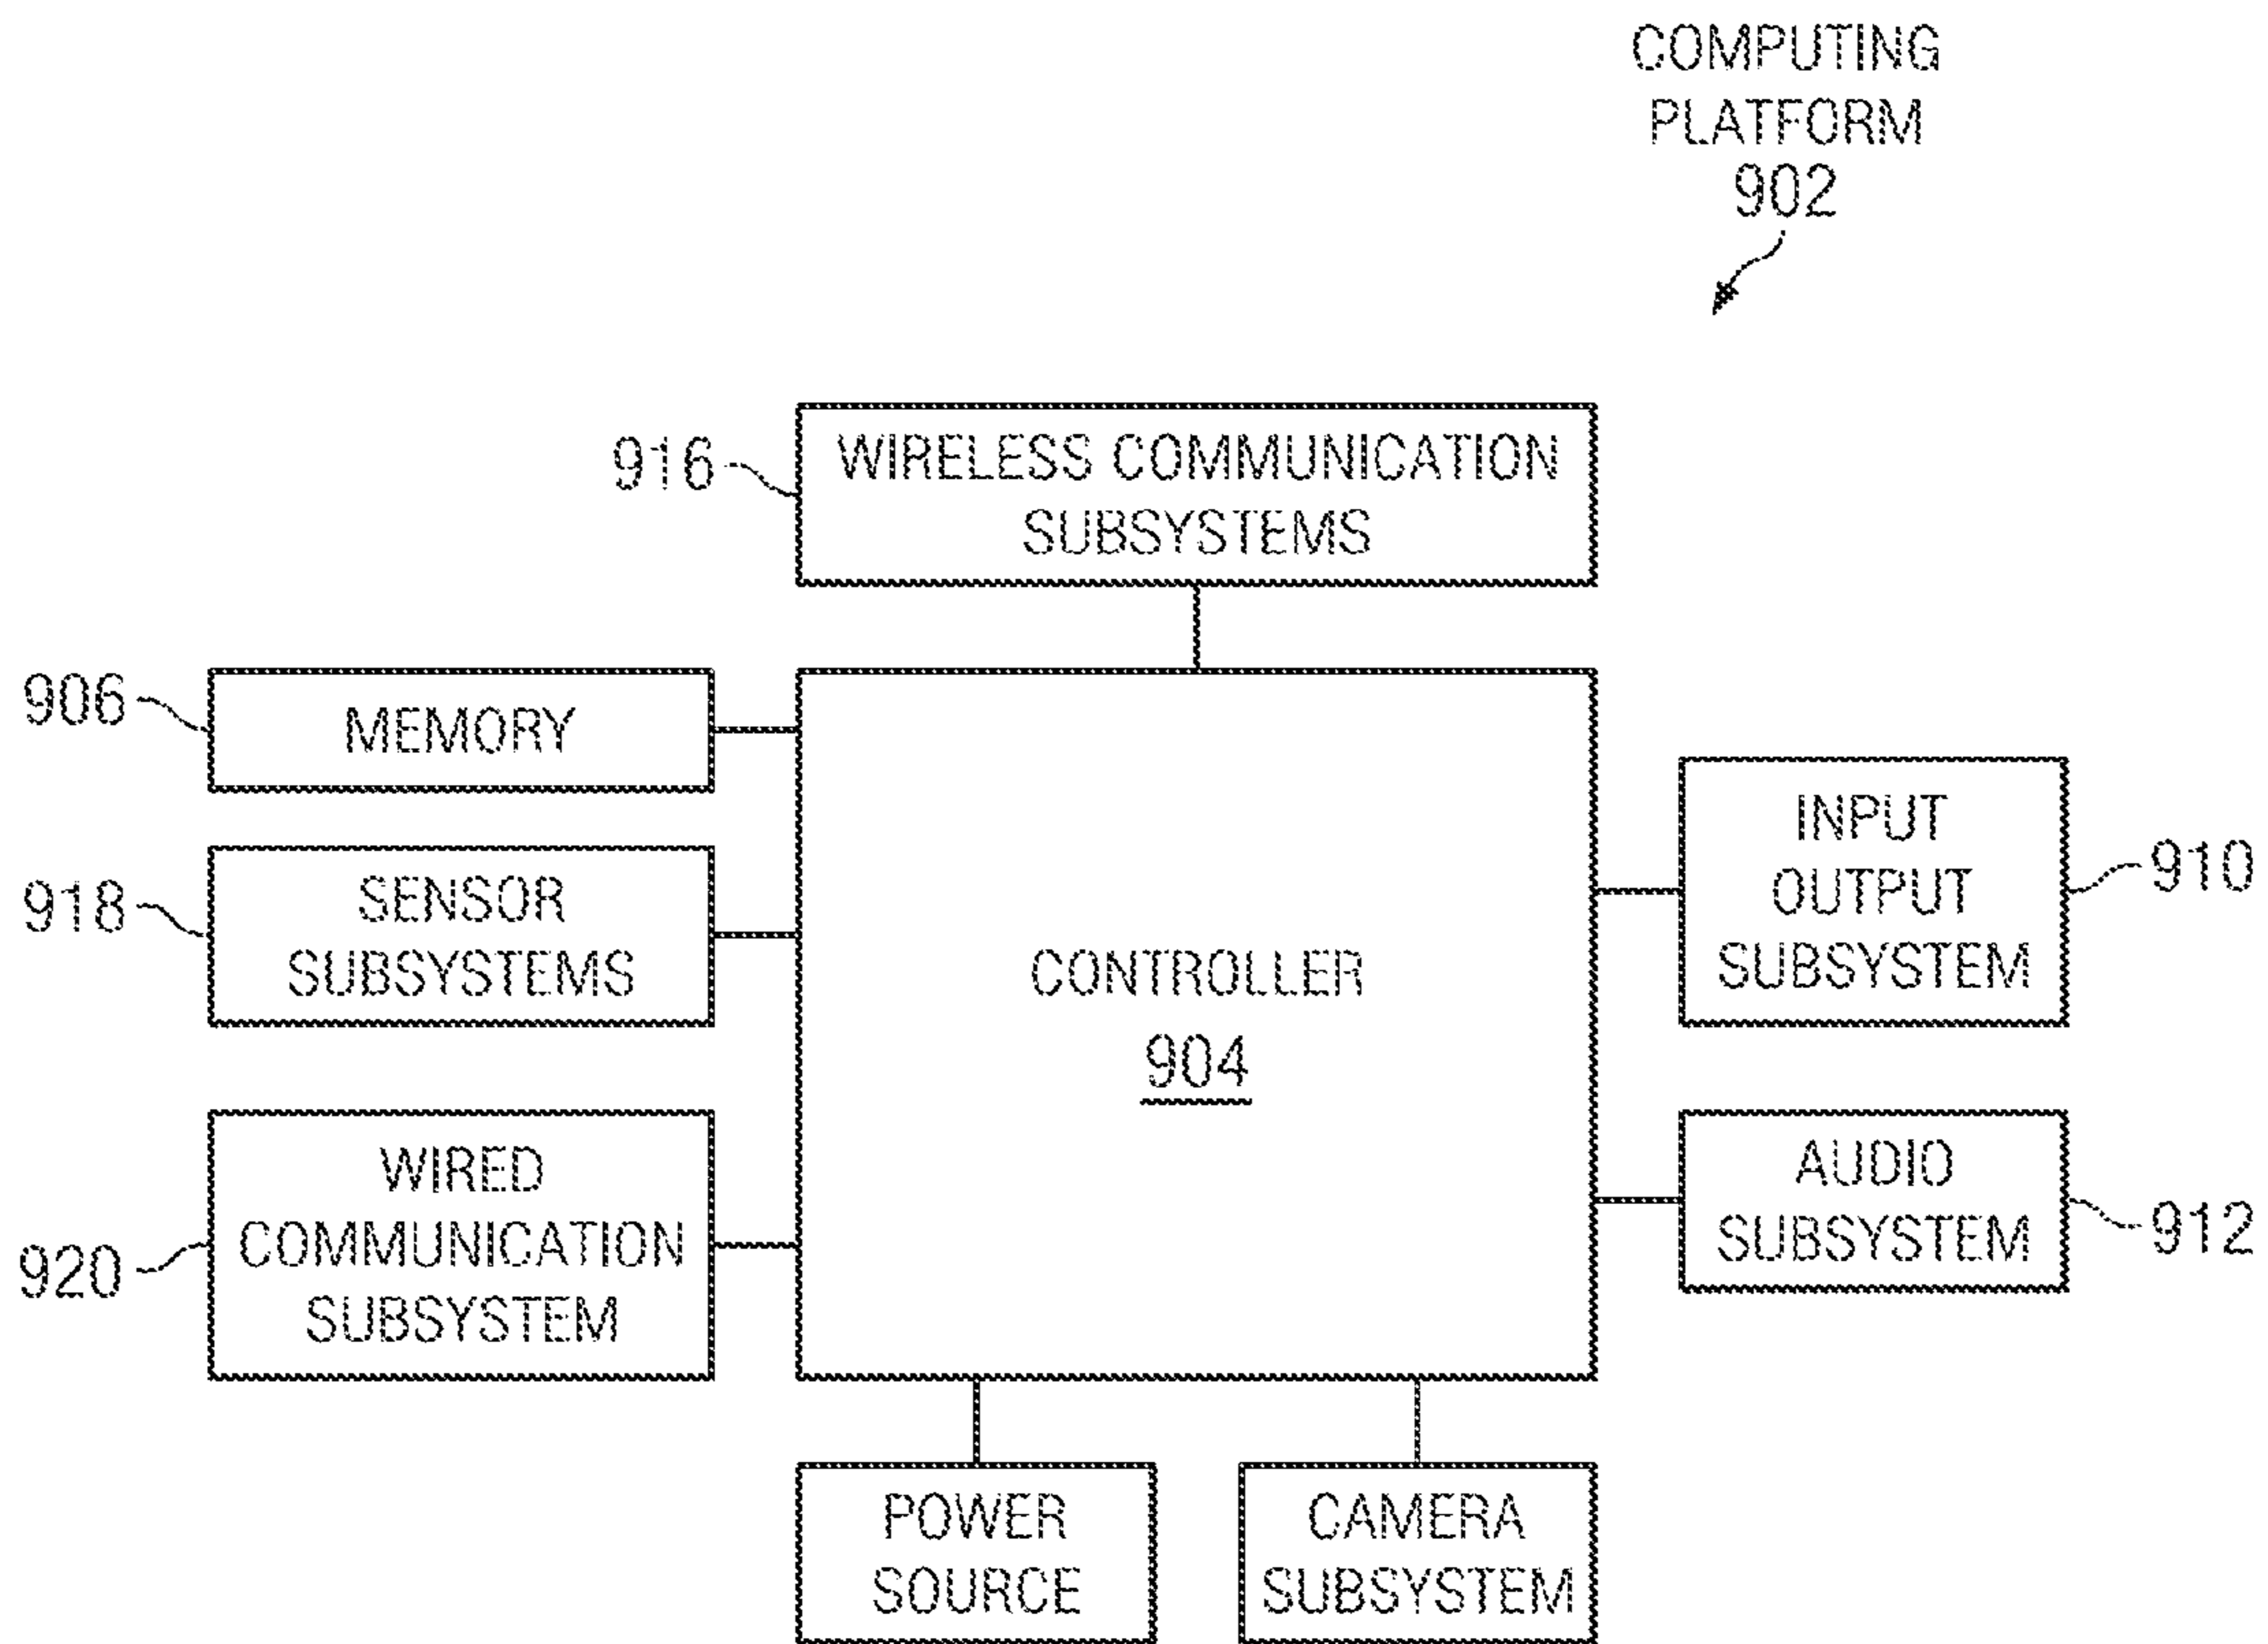 COMPUTING
PLATFORM
902
916
WIRELESS COMMUNICATION
SUBSYSTEMS
906
MEMORY
918
SENSOR
SUBSYSTEMS
920
WIRED
COMMUNICATION
SUBSYSTEM
CONTROLLER
904
INPUT
OUTPUT
SUBSYSTEM
910
AUDIO
SUBSYSTEM
912
POWER
SOURCE
CAMERA
SUBSYSTEM